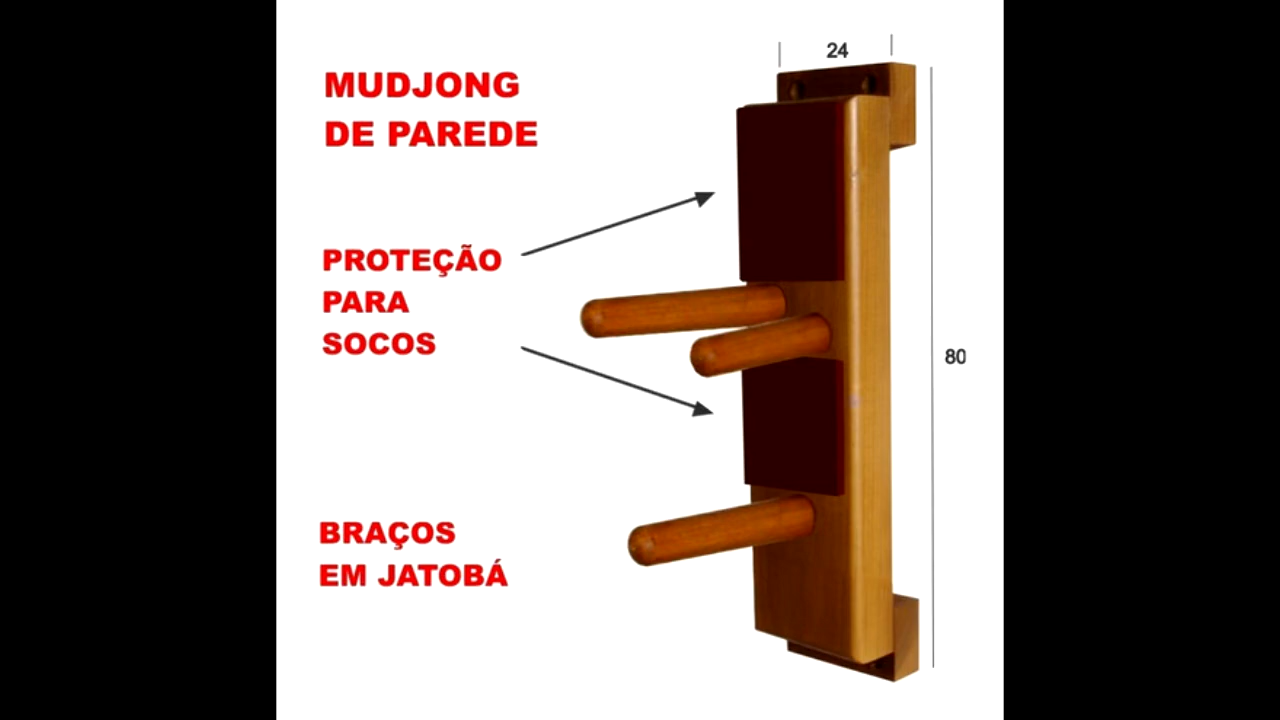 24
MUDJONG
DE PAREDE
PROTEÇÃO
PARA
SOCOS
80
BRAÇOS
EM JATOBÁ